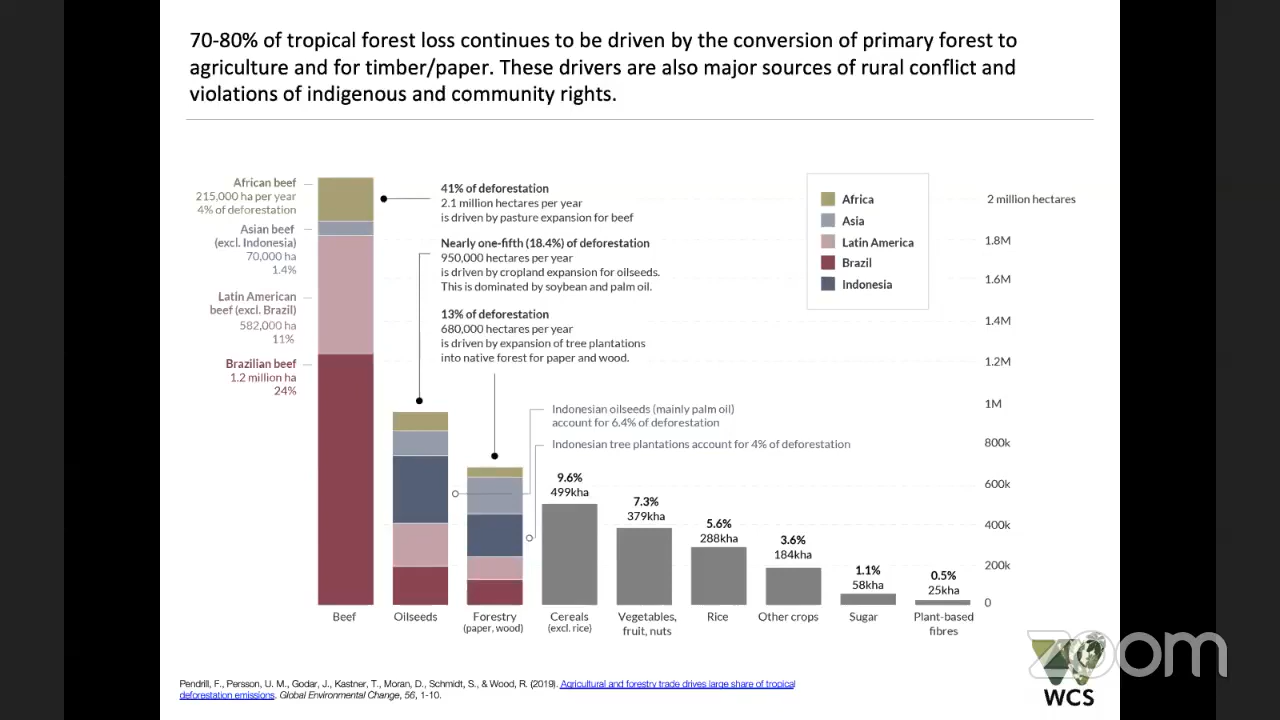 70-80% of tropical forest loss continues to be driven by the conversion of primary forest to
agriculture and for timber/paper. These drivers are also major sources of rural conflict and
violations of indigenous and community rights.
African beef
215,000 ha per year
4% of deforestation
Asian beef
(excl. Indonesia)
70,000 ha
1.4%
Latin American
beef (excl. Brazil)
582,000 ha
11%
Brazilian beef
1.2 million ha
24%
41% of deforestation
2.1 million hectares per year
is driven by pasture expansion for beef
Nearly one-fifth (18.4%) of deforestation
950,000 hectares per year
is driven by cropland expansion for oilseeds.
This is dominated by soybean and palm oil.
13% of deforestation
680,000 hectares per year
is driven by expansion of tree plantations
into native forest for paper and wood.
Indonesian oilseeds (mainly palm oil)
account for 6.4% of deforestation
Indonesian tree plantations account for 4% of deforestation
Africa
Asia
Latin America
Brazil
Indonesia
2 million hectares
1.8M
1.6M
1.4M
1.2M
1M
800k
600k
400k
200k
0
9.6%
499kha
7.3%
379kha
5.6%
288kha
3.6%
184kha
1.1%
58kha
0.5%
25kha
Beef
Oilseeds
Forestry
(paper, wood)
Cereals
(excl. rice)
Vegetables,
fruit, nuts
Rice
Other crops
Sugar
Plant-based
fibres
Pendrill, F., Persson, U. M., Godar, J., Kastner, T., Moran, D., Schmidt, S., & Wood, R. (2019). Agricultural and forestry trade drives large share of tropical
deforestation emissions. Global Environmental Change, 56, 1-10.
zoom
WCS